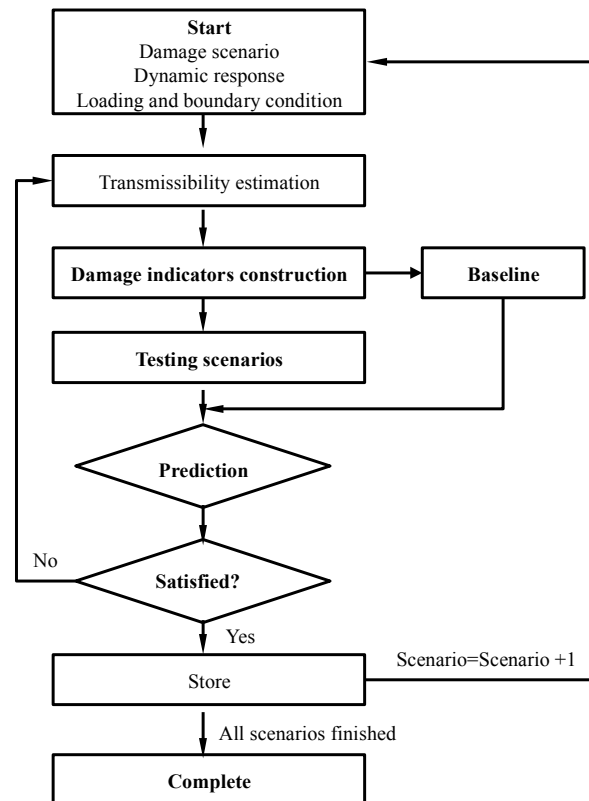 Start
Damage scenario
Dynamic response
Loading and boundary condition
Transmissibility estimation
Damage indicators construction
Baseline
Testing scenarios
Prediction
Satisfied?
No
Yes
Store
Scenario=Scenario +1
All scenarios finished
Complete